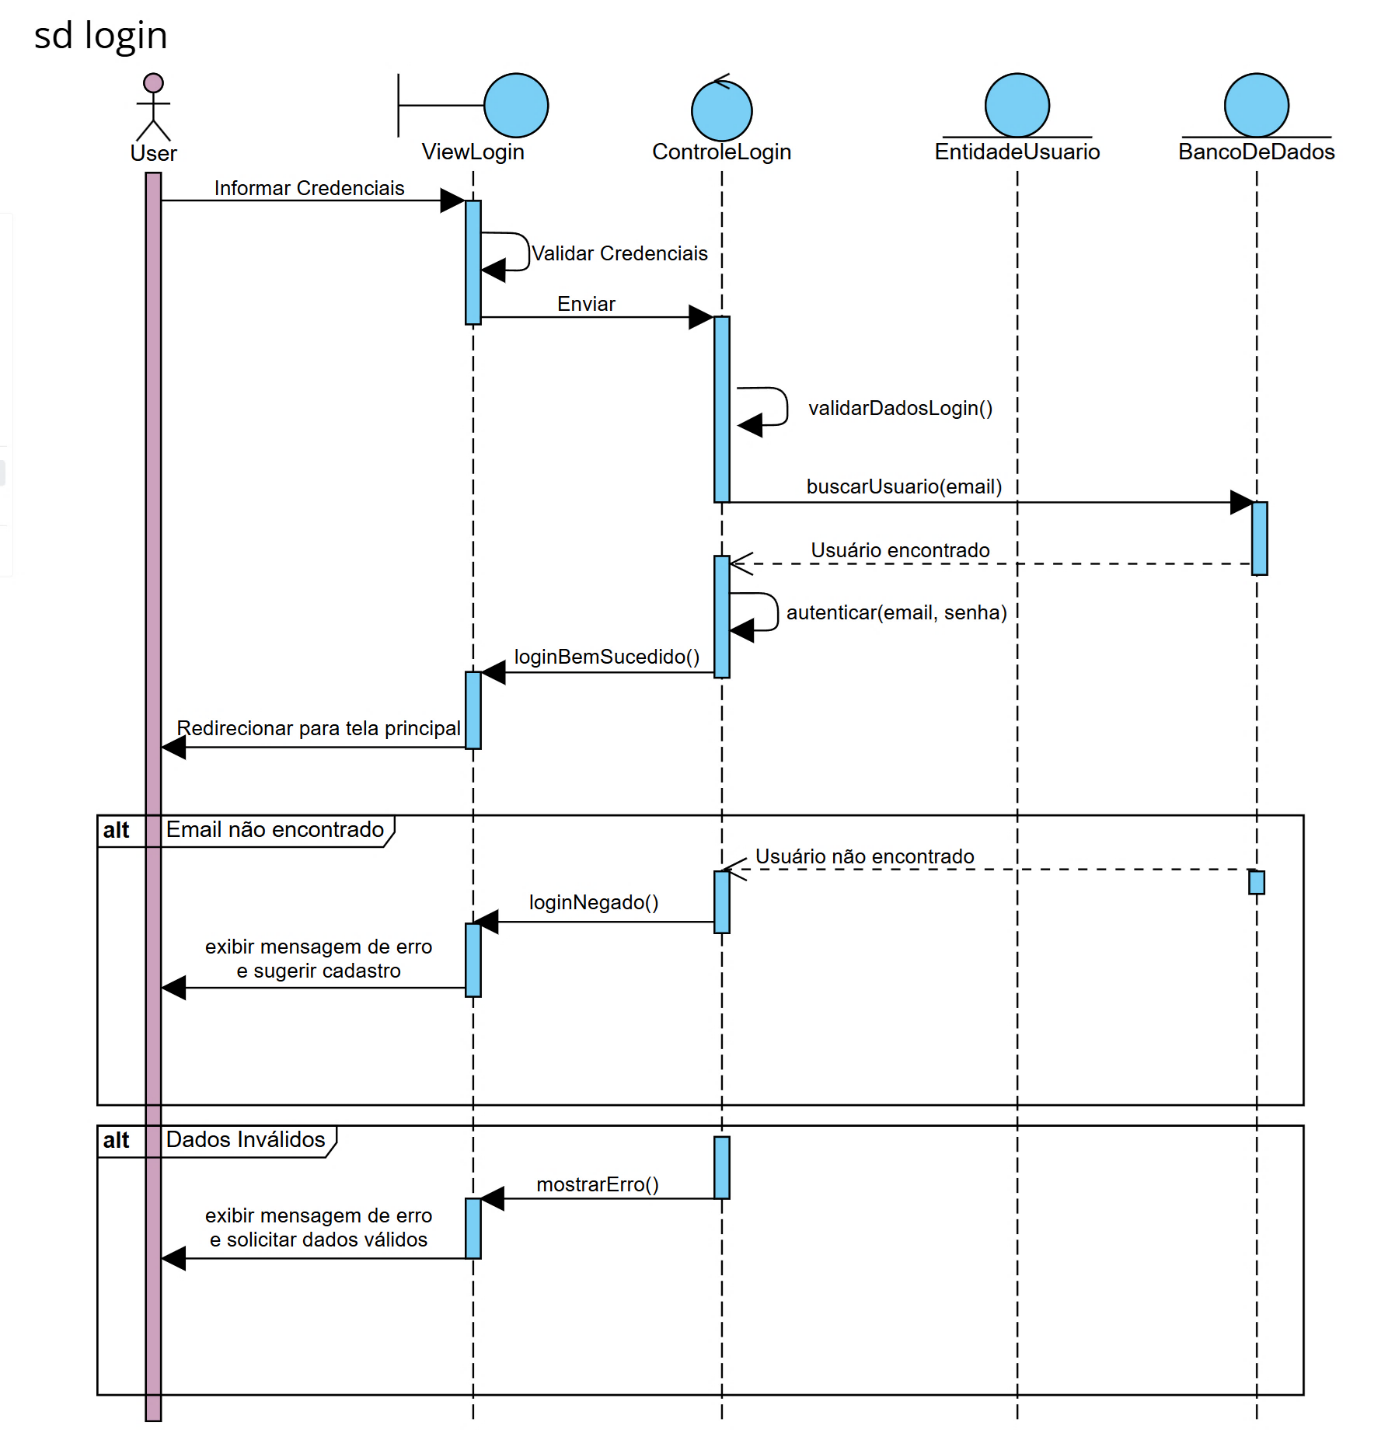 sd login
User
ViewLogin
ControleLogin
EntidadeUsuario
BancoDeDados
Informar Credenciais
Validar Credenciais
Enviar
validarDadosLogin()
buscarUsuario(email)
Usuário encontrado
autenticar(email, senha)
loginBemSucedido()
Redirecionar para tela principal
alt
Email não encontrado
Usuário não encontrado
loginNegado()
exibir mensagem de erro
e sugerir cadastro
alt
Dados Inválidos
mostrarErro()
exibir mensagem de erro
e solicitar dados válidos